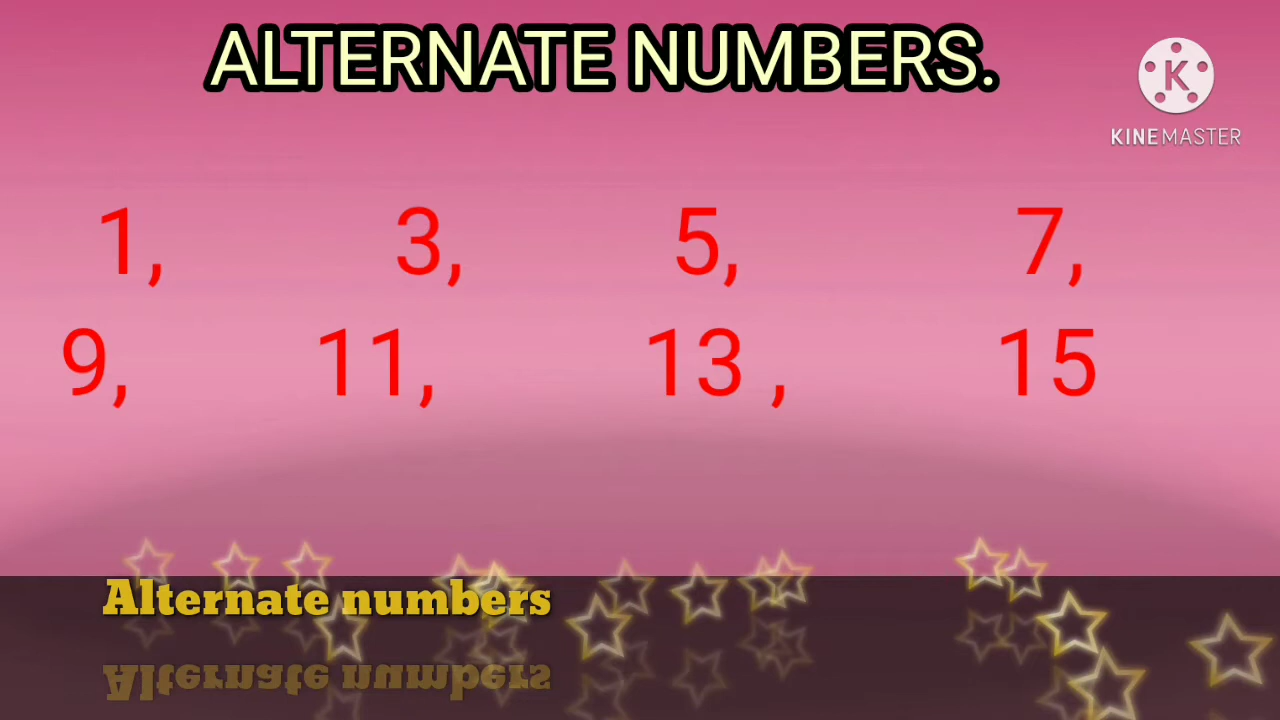 ALTERNATE NUMBERS.
K
KINEMASTER
1, 3, 5, 7,
9, 11, 13 , 15
Alternate numbers